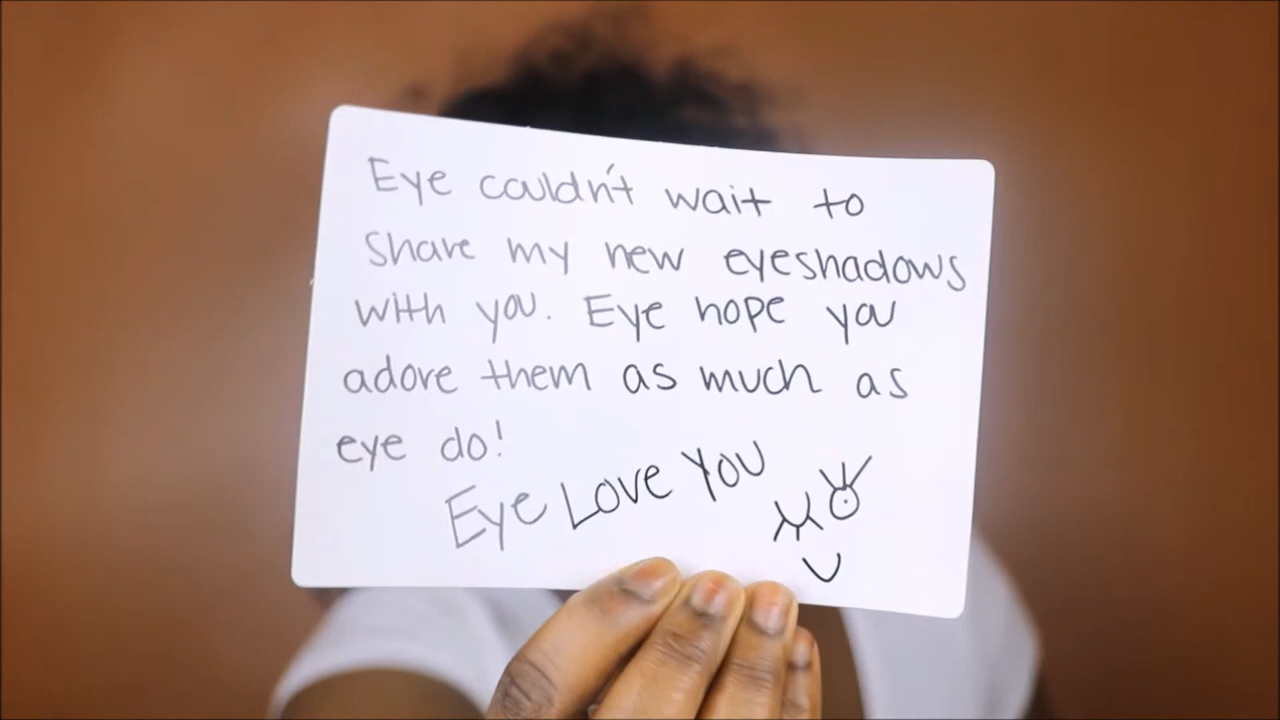 Eye couldn't wait to
share my new eyeshadows
with you. Eye hope you
adore them as much as
eye do!
Eye Love You